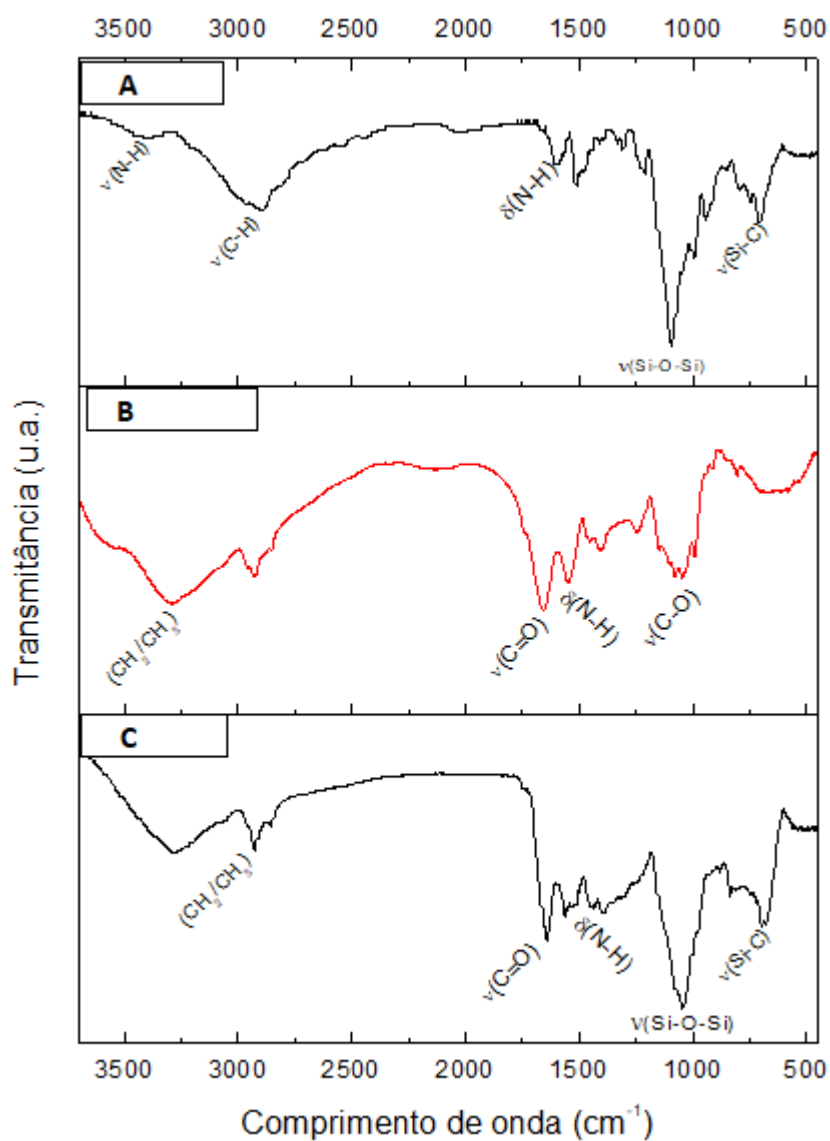 3500 3000 2500 2000 1500 1000 500
A
ν(N-H)
ν(C-H)
δ(N-H)
ν(Si-O-Si)
ν(Si-C)
B
(CH₂/CH₃)
ν(C=O)
δ(N-H)
ν(C-O)
C
(CH₂/CH₃)
ν(C=O)
δ(N-H)
ν(Si-O-Si)
ν(Si-C)
Transmitância (u.a.)
3500 3000 2500 2000 1500 1000 500
Comprimento de onda (cm⁻¹)